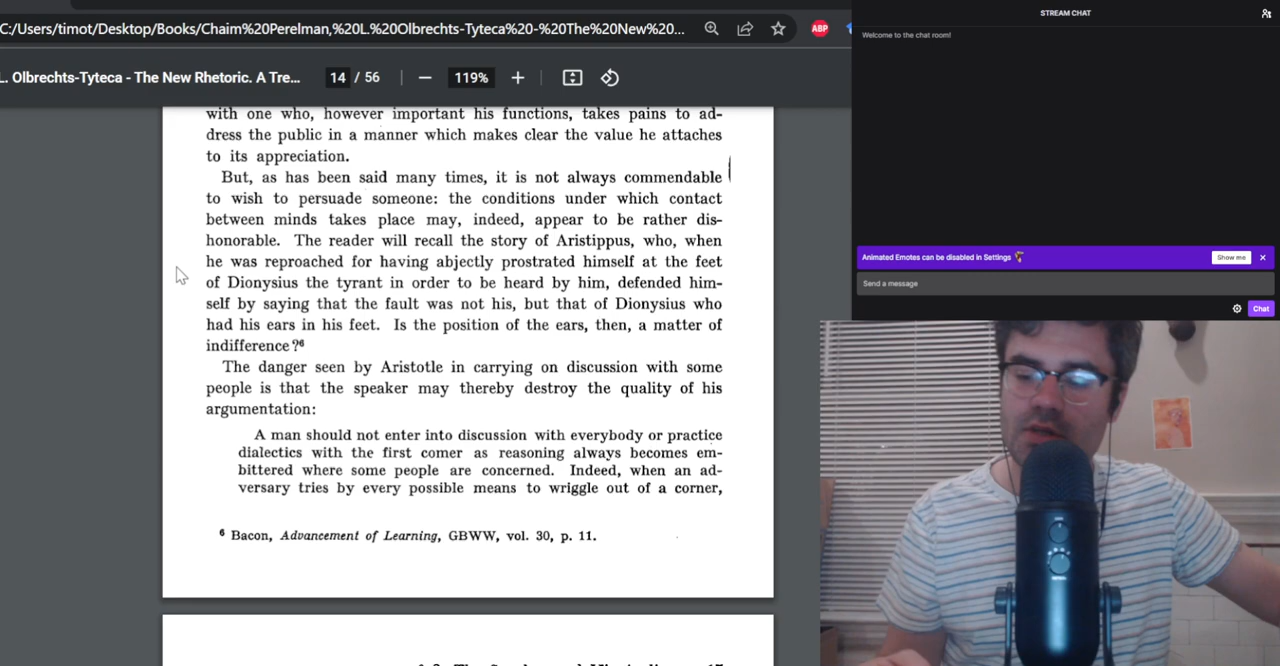 C:/Users/timot/Desktop/Books/Chaim%20Perelman,%20L.%20Olbrechts-Tyteca%20-%20The%20New%20...
ABP
L. Olbrechts-Tyteca - The New Rhetoric. A Tre...
14 / 56
119%
with one who, however important his functions, takes pains to ad-
dress the public in a manner which makes clear the value he attaches
to its appreciation.
But, as has been said many times, it is not always commendable
to wish to persuade someone: the conditions under which contact
between minds takes place may, indeed, appear to be rather dis-
honorable. The reader will recall the story of Aristippus, who, when
he was reproached for having abjectly prostrated himself at the feet
of Dionysius the tyrant in order to be heard by him, defended him-
self by saying that the fault was not his, but that of Dionysius who
had his ears in his feet. Is the position of the ears, then, a matter of
indifference?⁶
The danger seen by Aristotle in carrying on discussion with some
people is that the speaker may thereby destroy the quality of his
argumentation:
A man should not enter into discussion with everybody or practice
dialectics with the first comer as reasoning always becomes em-
bittered where some people are concerned. Indeed, when an ad-
versary tries by every possible means to wriggle out of a corner,
⁶ Bacon, Advancement of Learning, GBWW, vol. 30, p. 11.
STREAM CHAT
Welcome to the chat room!
Animated Emotes can be disabled in Settings
Show me
Send a message
Chat